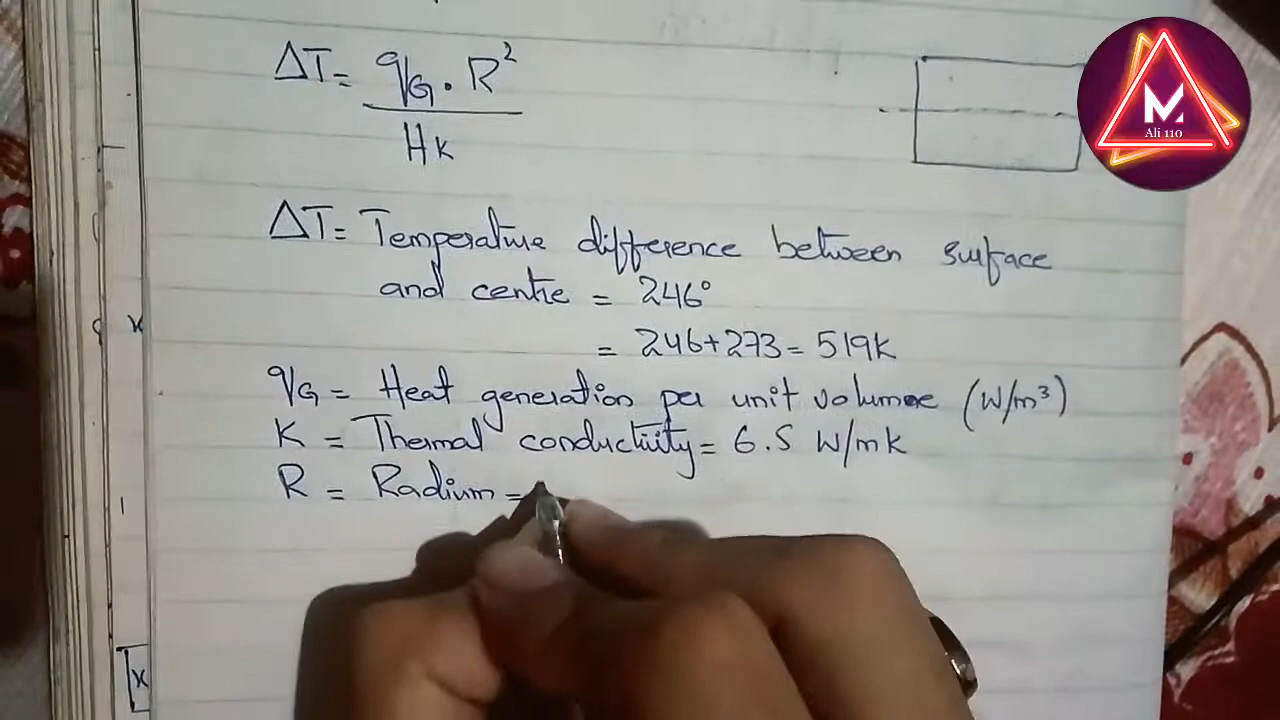 ΔT = qG . R²
Hk
M
Ali 110
ΔT = Temperature difference between surface
and centre = 246°
= 246+273 = 519k
qG = Heat generation per unit volume (W/m³)
K = Thermal conductivity = 6.5 W/mk
R = Radium =
x
x